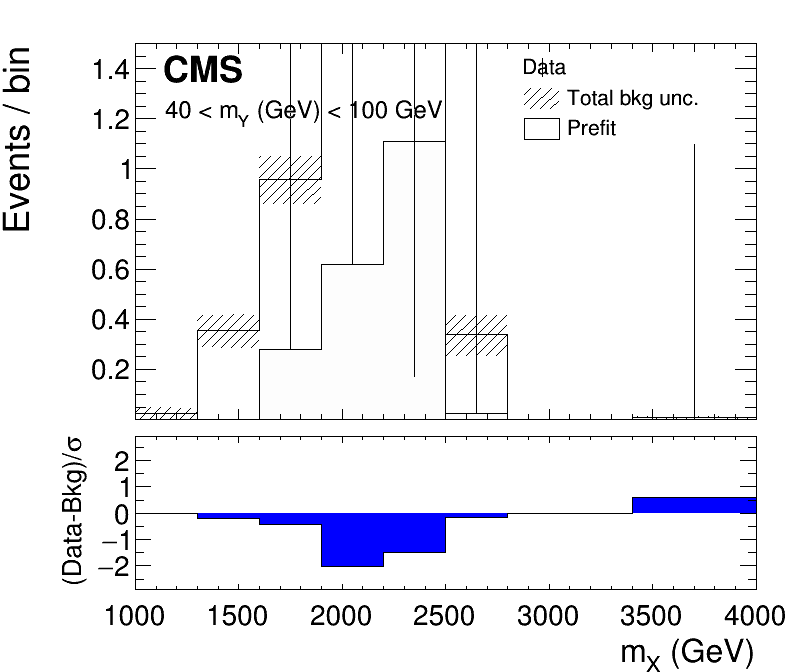 Events / bin
1.4
1.2
1
0.8
0.6
0.4
0.2
CMS
40 < mY (GeV) < 100 GeV
Data
Total bkg unc.
Prefit
(Data-Bkg)/σ
2
1
0
−1
−2
1000 1500 2000 2500 3000 3500 4000
mX (GeV)